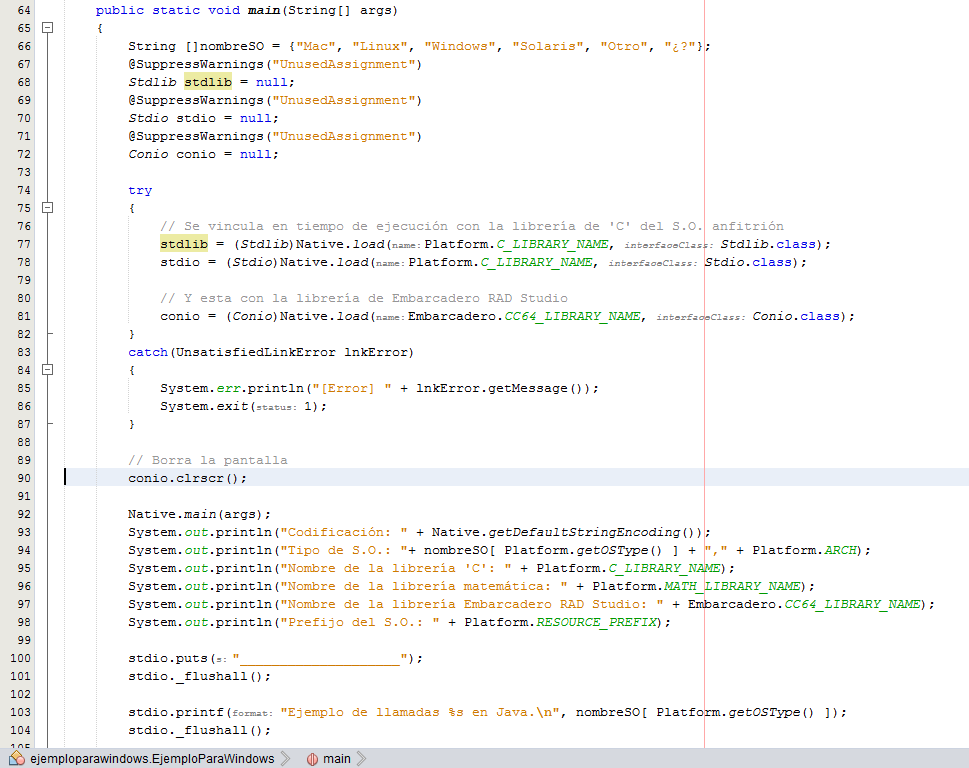 64 public static void main(String[] args)
65 {
66 String []nombreSO = {"Mac", "Linux", "Windows", "Solaris", "Otro", "¿?"};
67 @SuppressWarnings("UnusedAssignment")
68 Stdlib stdlib = null;
69 @SuppressWarnings("UnusedAssignment")
70 Stdio stdio = null;
71 @SuppressWarnings("UnusedAssignment")
72 Conio conio = null;
73
74 try
75 {
76 // Se vincula en tiempo de ejecución con la librería de 'C' del S.O. anfitrión
77 stdlib = (Stdlib)Native.load(name: Platform.C_LIBRARY_NAME, interfaceClass: Stdlib.class);
78 stdio = (Stdio)Native.load(name: Platform.C_LIBRARY_NAME, interfaceClass: Stdio.class);
79
80 // Y esta con la librería de Embarcadero RAD Studio
81 conio = (Conio)Native.load(name: Embarcadero.CC64_LIBRARY_NAME, interfaceClass: Conio.class);
82 }
83 catch(UnsatisfiedLinkError lnkError)
84 {
85 System.err.println("[Error] " + lnkError.getMessage());
86 System.exit(status: 1);
87 }
88
89 // Borra la pantalla
90 conio.clrscr();
91
92 Native.main(args);
93 System.out.println("Codificación: " + Native.getDefaultStringEncoding());
94 System.out.println("Tipo de S.O.: "+ nombreSO[ Platform.getOSType() ] + "," + Platform.ARCH);
95 System.out.println("Nombre de la librería 'C': " + Platform.C_LIBRARY_NAME);
96 System.out.println("Nombre de la librería matemática: " + Platform.MATH_LIBRARY_NAME);
97 System.out.println("Nombre de la librería Embarcadero RAD Studio: " + Embarcadero.CC64_LIBRARY_NAME);
98 System.out.println("Prefijo del S.O.: " + Platform.RESOURCE_PREFIX);
99
100 stdio.puts(s: "____________________");
101 stdio._flushall();
102
103 stdio.printf(format: "Ejemplo de llamadas %s en Java.\n", nombreSO[ Platform.getOSType() ]);
104 stdio._flushall();
105
ejemploparawindows.EjemploParaWindows main